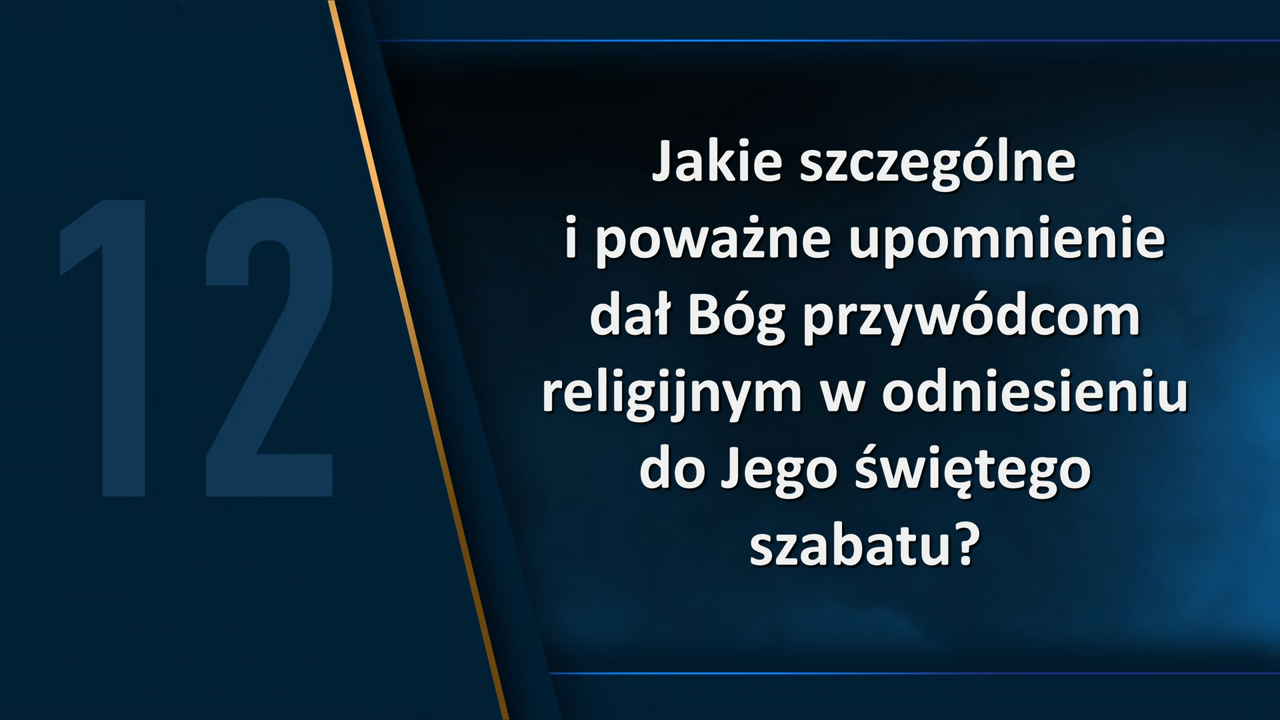 12
Jakie szczególne
i poważne upomnienie
dał Bóg przywódcom
religijnym w odniesieniu
do Jego świętego
szabatu?